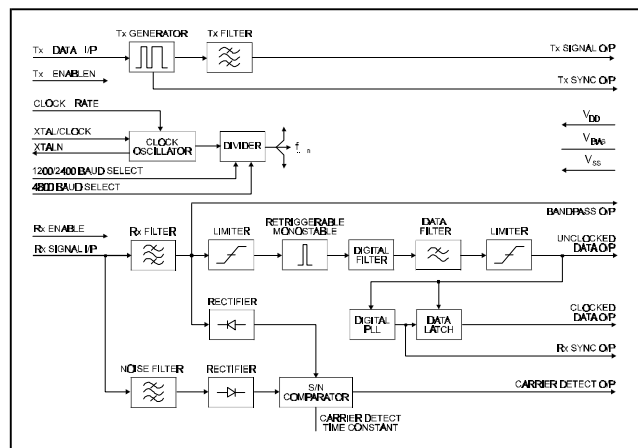 Tx GENERATOR
Tx FILTER
Tx DATA I/P
Tx SIGNAL O/P
Tx ENABLEN
Tx SYNC O/P
CLOCK RATE
XTAL/CLOCK
XTALN
CLOCK
OSCILLATOR
DIVIDER
VDD
VBIAS
VSS
1200/2400 BAUD SELECT
4800 BAUD SELECT
BANDPASS O/P
Rx ENABLE
Rx SIGNAL I/P
Rx FILTER
LIMITER
RETRIGGERABLE
MONOSTABLE
DIGITAL
FILTER
DATA
FILTER
LIMITER
UNCLOCKED
DATA O/P
RECTIFIER
DIGITAL
PLL
DATA
LATCH
CLOCKED
DATA O/P
Rx SYNC O/P
NOISE FILTER
RECTIFIER
S/N
COMPARATOR
CARRIER DETECT O/P
CARRIER DETECT
TIME CONSTANT